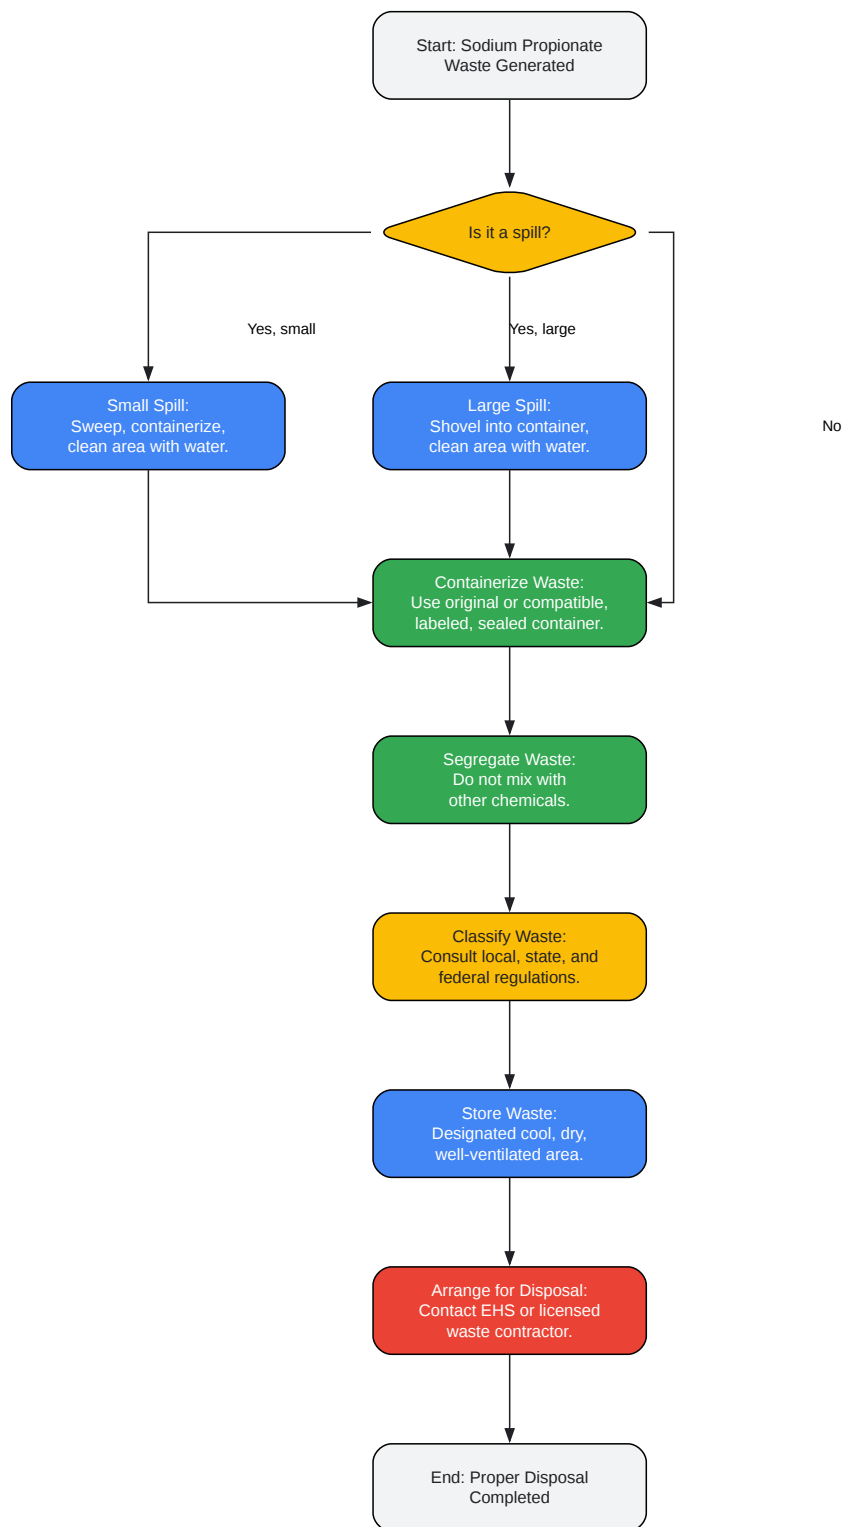 Start: Sodium Propionate
Waste Generated
Is it a spill?
Yes, small
Yes, large
Small Spill:
Sweep, containerize,
clean area with water.
Large Spill:
Shovel into container,
clean area with water.
No
Containerize Waste:
Use original or compatible,
labeled, sealed container.
Segregate Waste:
Do not mix with
other chemicals.
Classify Waste:
Consult local, state, and
federal regulations.
Store Waste:
Designated cool, dry,
well-ventilated area.
Arrange for Disposal:
Contact EHS or licensed
waste contractor.
End: Proper Disposal
Completed